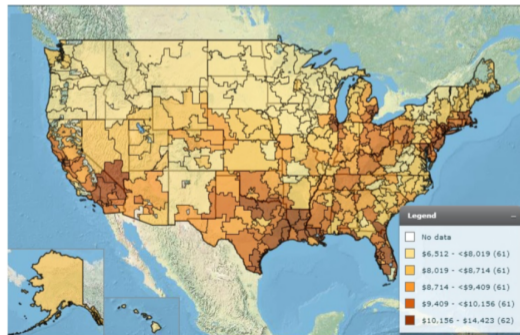 Legend
No data
$6.512 - <$8.019 (61)
$8.019 - <$8.714 (61)
$8.714 - <$9.409 (61)
$9.409 - <$10.156 (61)
$10.156 - $14.423 (62)